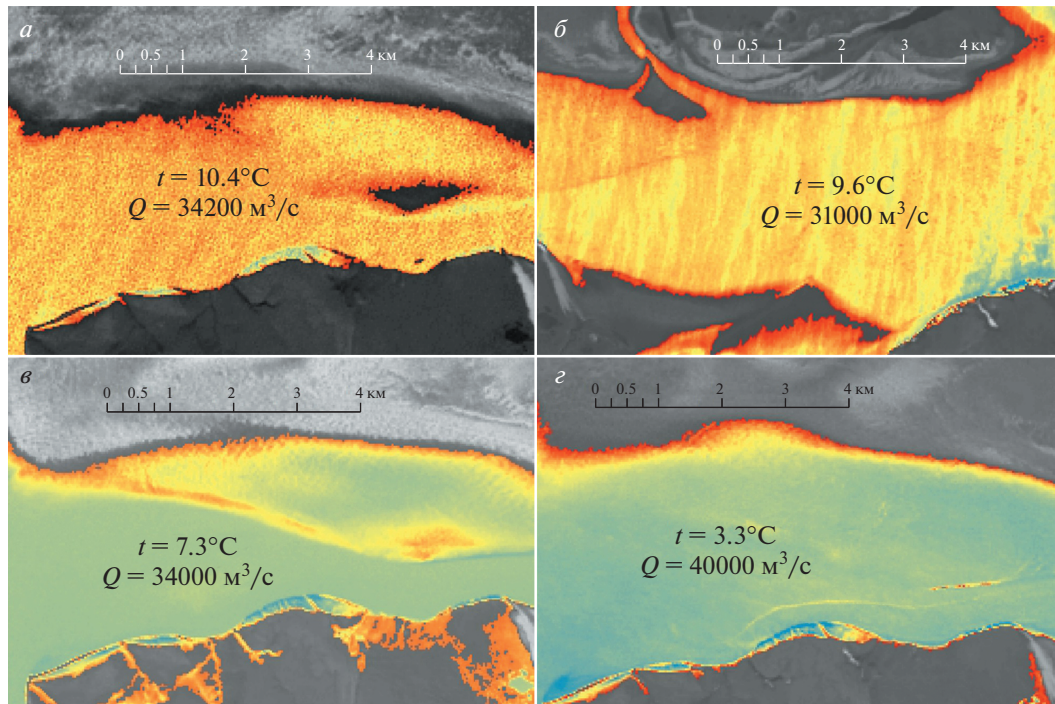 а
0 0.5 1 2 3 4 км
t = 10.4°C
Q = 34200 м³/с
б
0 0.5 1 2 3 4 км
t = 9.6°C
Q = 31000 м³/с
в
0 0.5 1 2 3 4 км
t = 7.3°C
Q = 34000 м³/с
г
0 0.5 1 2 3 4 км
t = 3.3°C
Q = 40000 м³/с